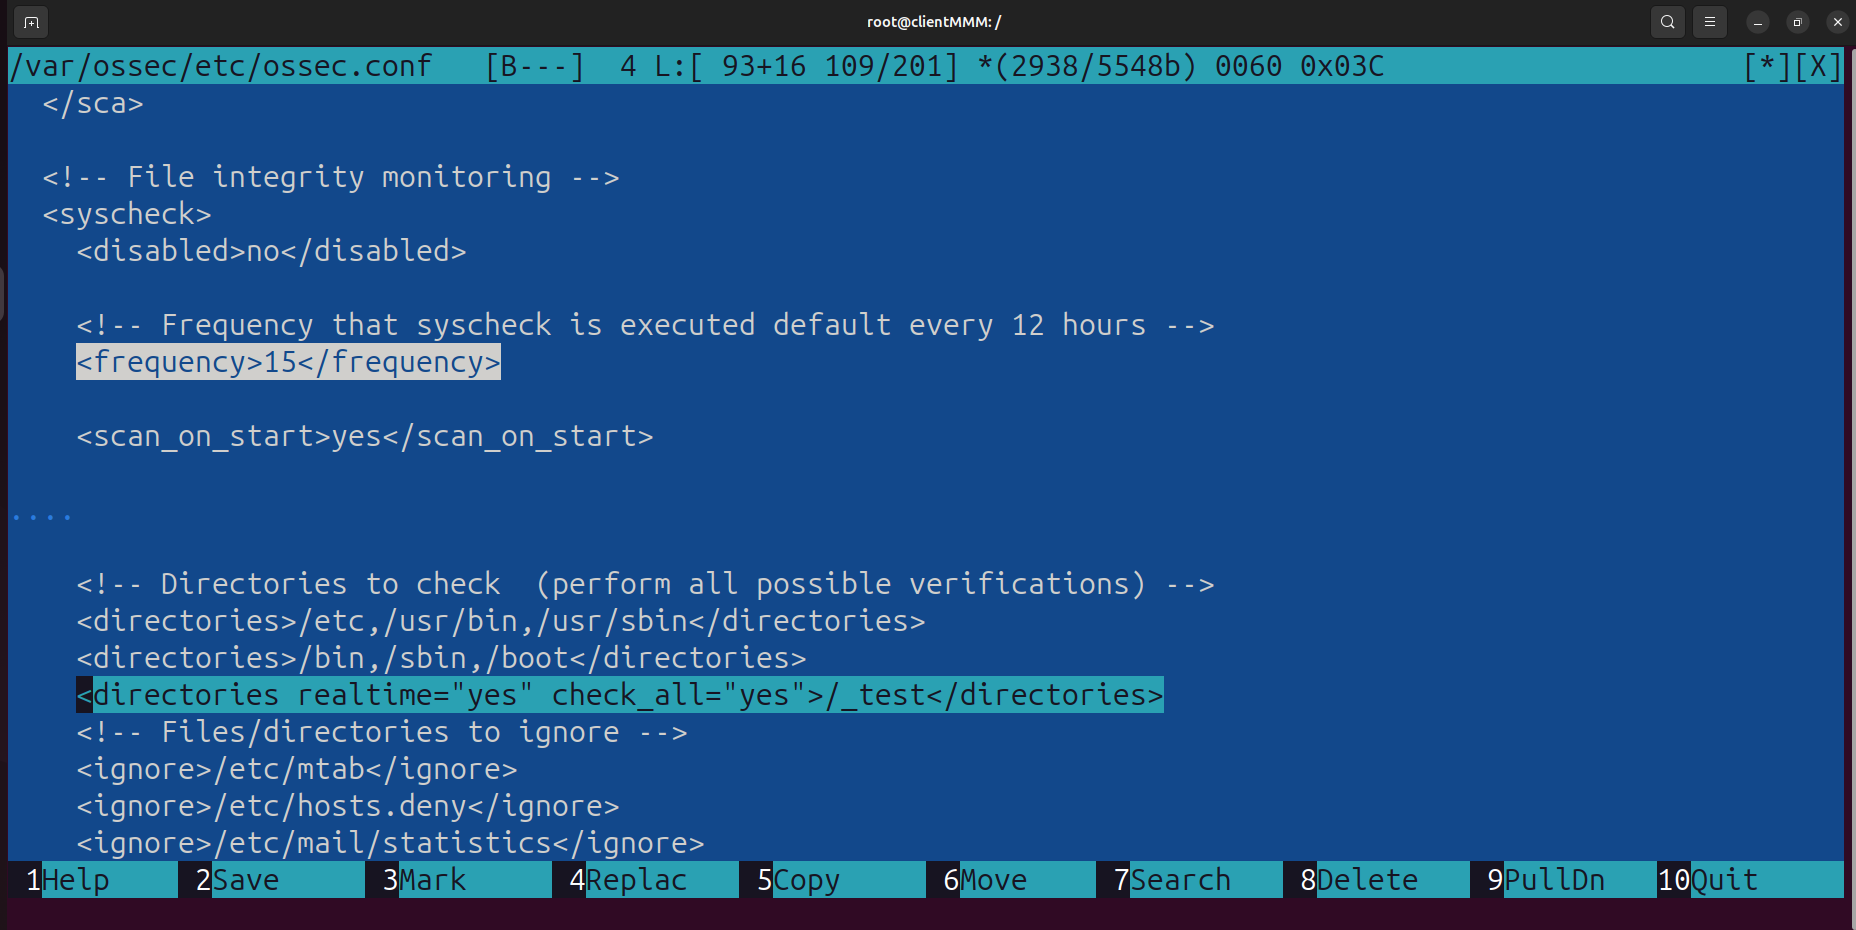 root@clientMMM: /
/var/ossec/etc/ossec.conf   [B---]  4 L:[ 93+16 109/201] *(2938/5548b) 0060 0x03C                     [*][X]
  </sca>

  <!-- File integrity monitoring -->
  <syscheck>
    <disabled>no</disabled>

    <!-- Frequency that syscheck is executed default every 12 hours -->
    <frequency>15</frequency>

    <scan_on_start>yes</scan_on_start>

....

    <!-- Directories to check  (perform all possible verifications) -->
    <directories>/etc,/usr/bin,/usr/sbin</directories>
    <directories>/bin,/sbin,/boot</directories>
    <directories realtime="yes" check_all="yes">/_test</directories>
    <!-- Files/directories to ignore -->
    <ignore>/etc/mtab</ignore>
    <ignore>/etc/hosts.deny</ignore>
    <ignore>/etc/mail/statistics</ignore>
 1Help    2Save    3Mark    4Replac   5Copy    6Move    7Search   8Delete   9PullDn  10Quit